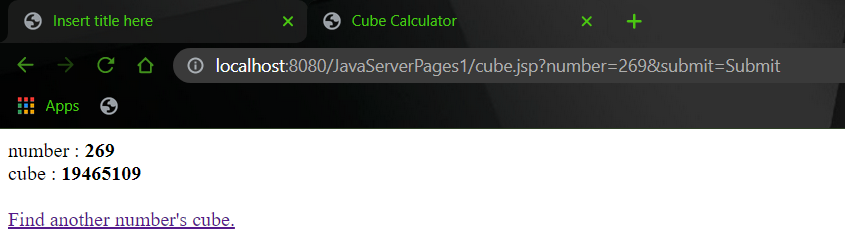 Insert title here
Cube Calculator
localhost:8080/JavaServerPages1/cube.jsp?number=269&submit=Submit
Apps
number : 269
cube : 19465109
Find another number's cube.